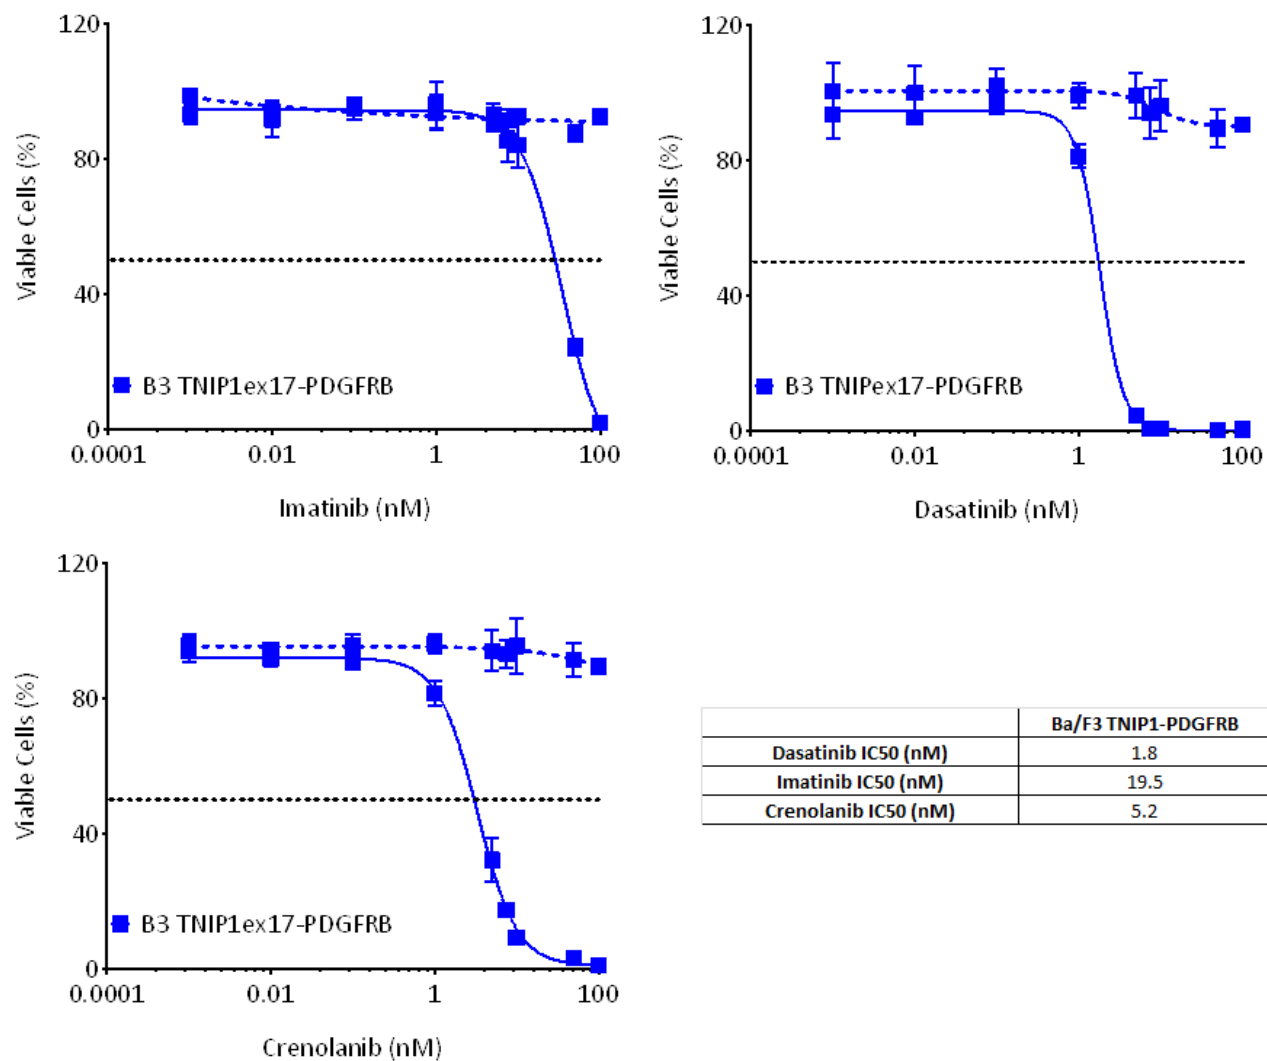 120
80
40
0
Viable Cells (%)
B3 TNIP1ex17-PDGFRB
0.0001
0.01
1
100
Imatinib (nM)
120
80
40
0
Viable Cells (%)
B3 TNIPex17-PDGFRB
0.0001
0.01
1
100
Dasatinib (nM)
120
80
40
0
Viable Cells (%)
B3 TNIP1ex17-PDGFRB
0.0001
0.01
1
100
Crenolanib (nM)
Ba/F3 TNIP1-PDGFRB
Dasatinib IC50 (nM) 1.8
Imatinib IC50 (nM) 19.5
Crenolanib IC50 (nM) 5.2